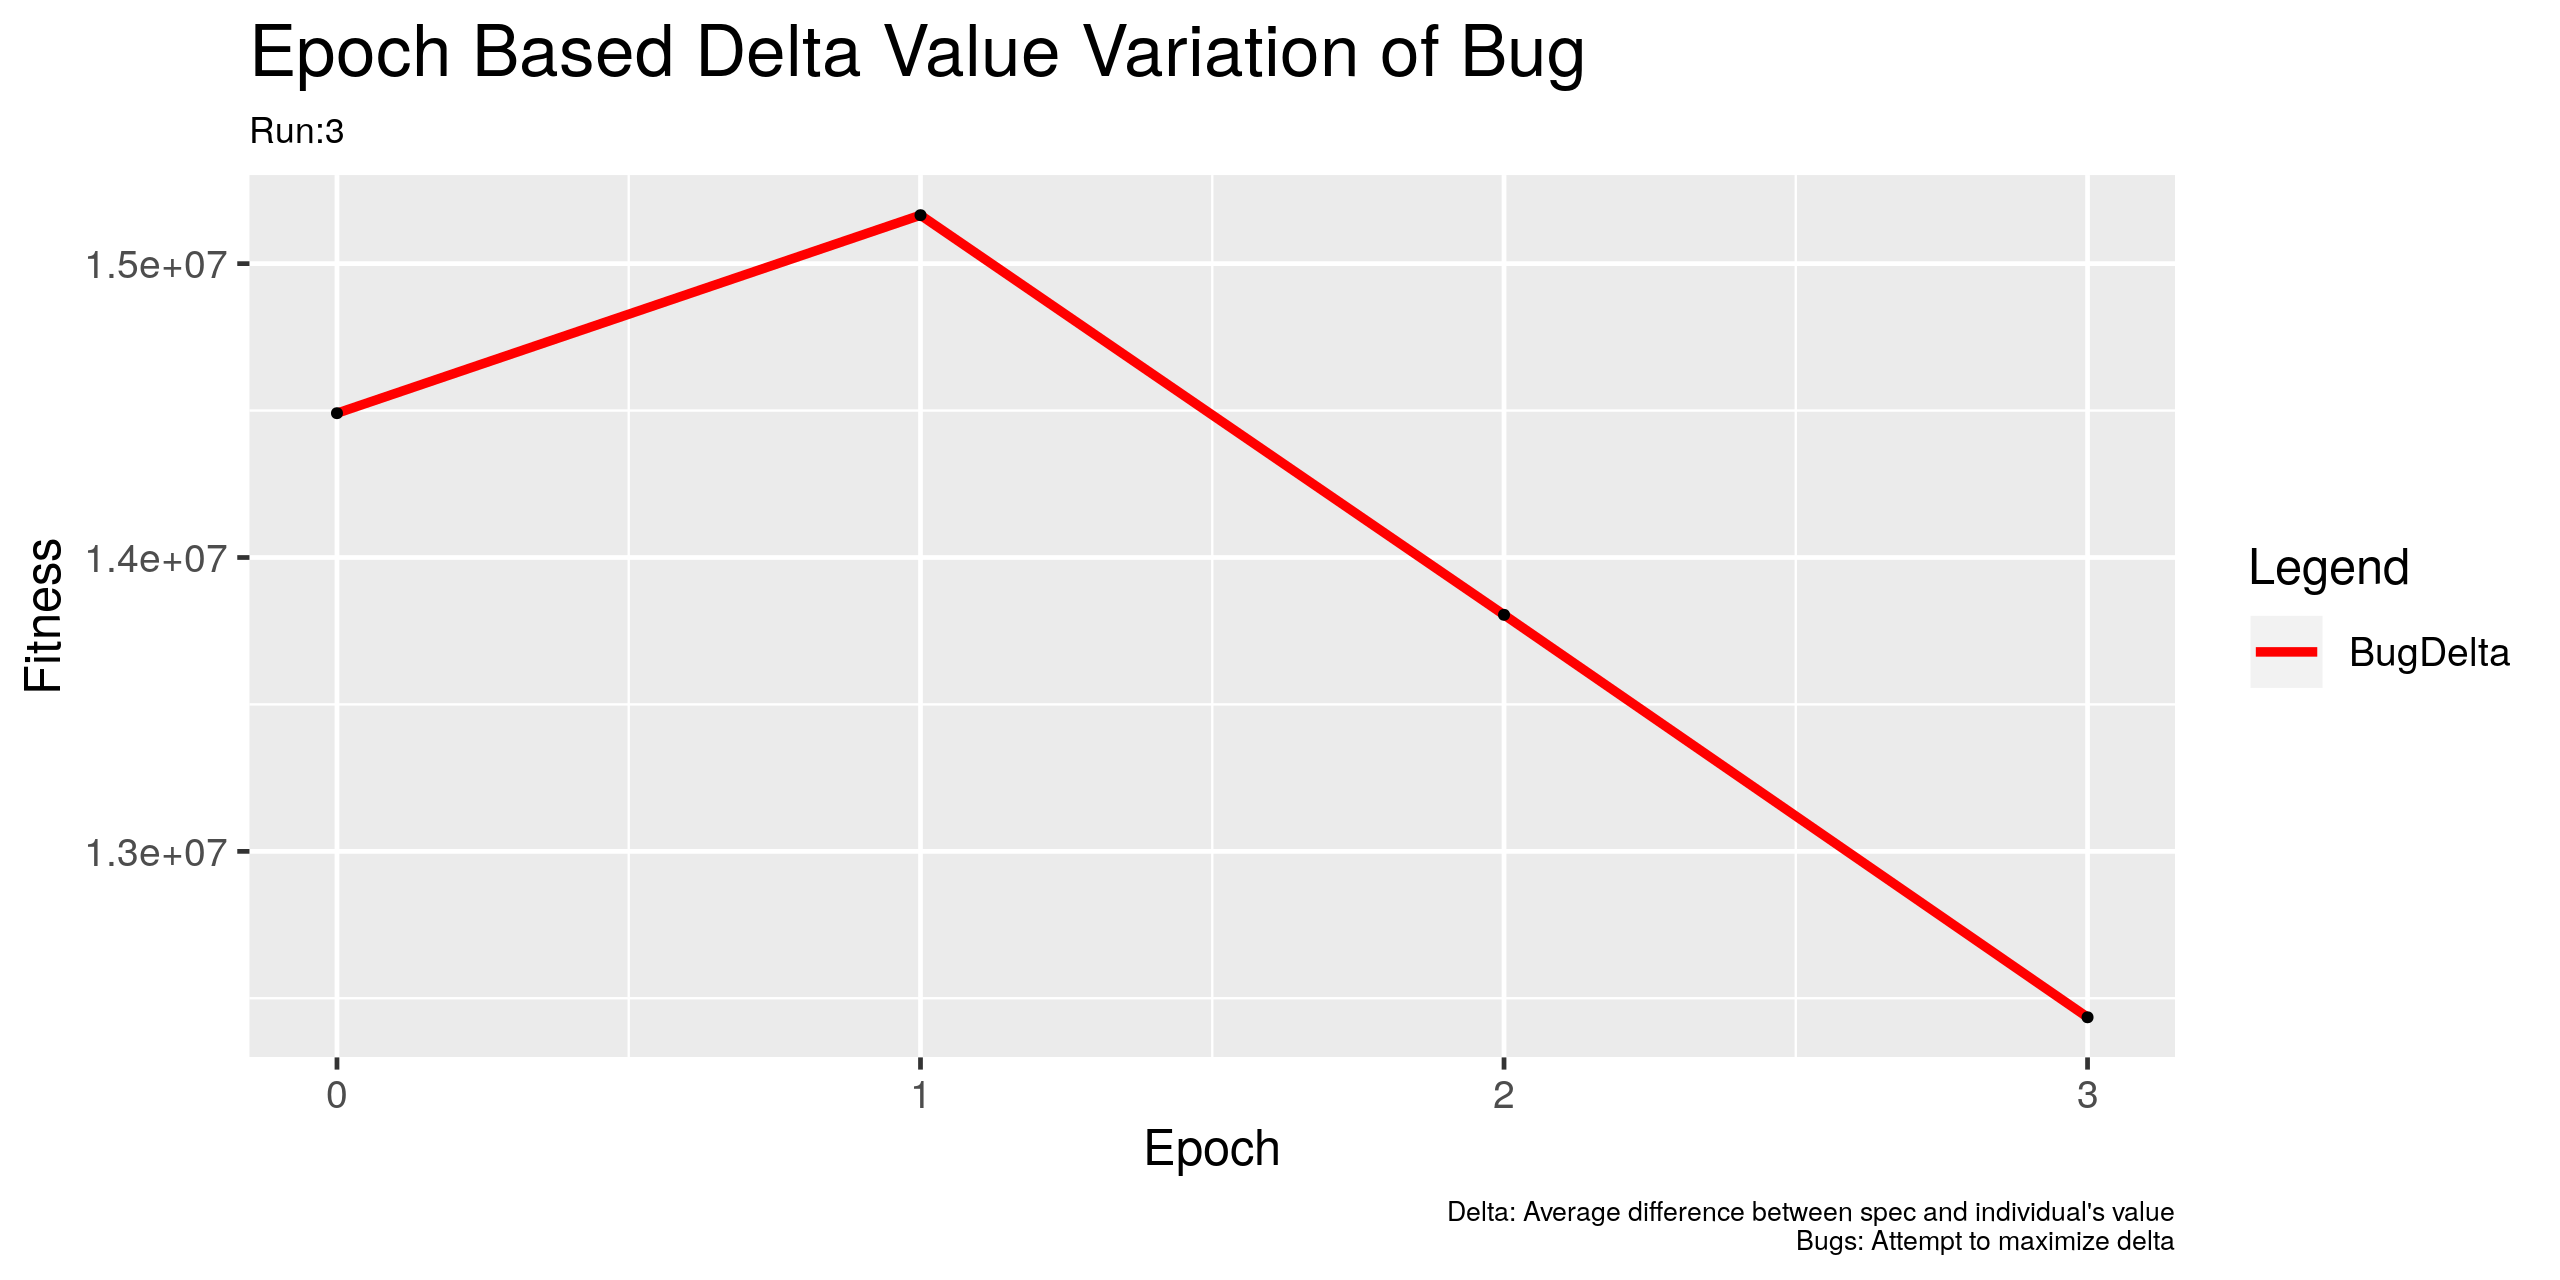 Epoch Based Delta Value Variation of Bug
Run:3
1.5e+07
1.4e+07
1.3e+07
Fitness
0 1 2 3
Epoch
Legend
BugDelta
Delta: Average difference between spec and individual's value
Bugs: Attempt to maximize delta